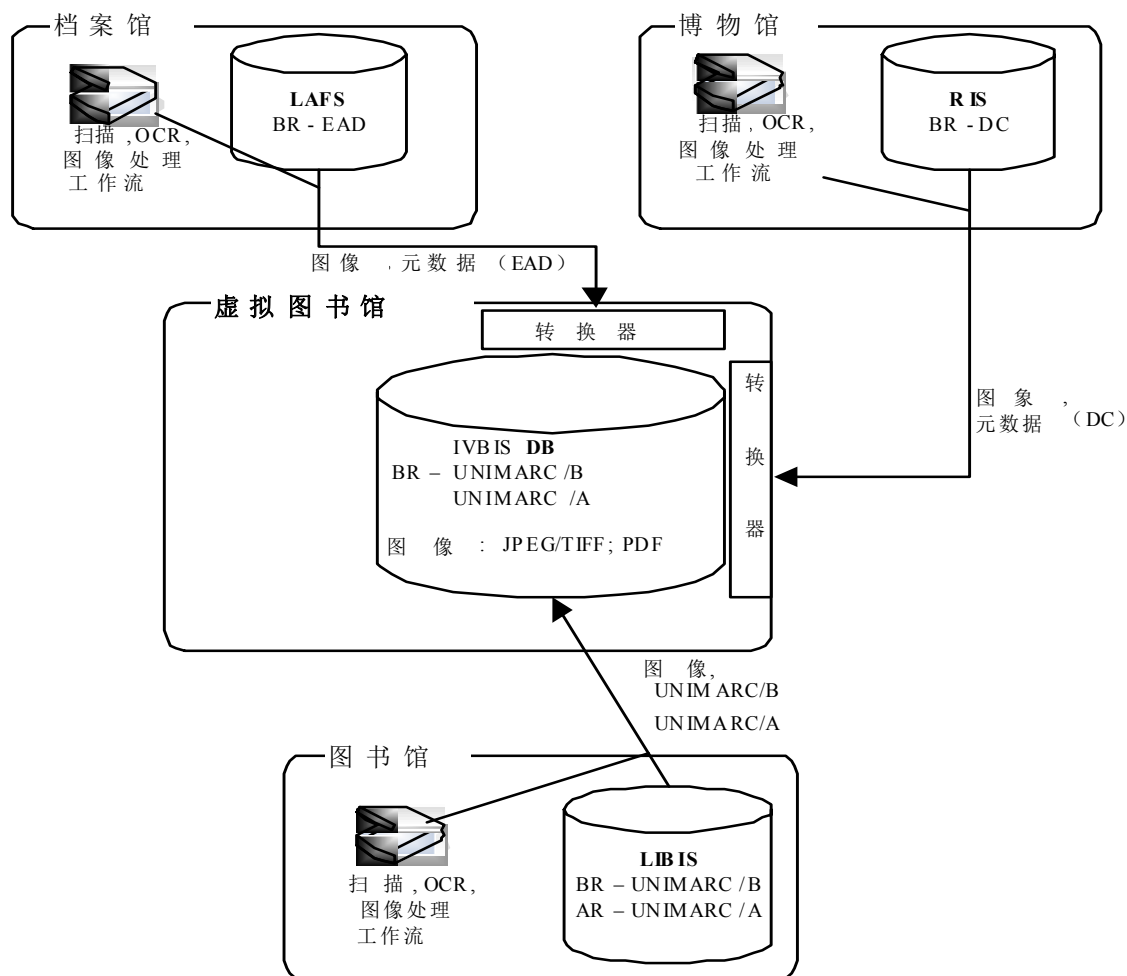 档案馆
LAFS
BR - EAD
扫描,OCR,
图像处理
工作流
博物馆
RIS
BR - DC
扫描,OCR,
图像处理
工作流
图像,元数据(EAD)
虚拟图书馆
转换器
转
换
器
图象,
元数据(DC)
IVBIS DB
BR – UNIMARC /B
UNIMARC /A
图像: JPEG/TIFF; PDF
图像,
UNIMARC/B
UNIMARC/A
图书馆
扫描,OCR,
图像处理
工作流
LIBIS
BR – UNIMARC /B
AR – UNIMARC /A